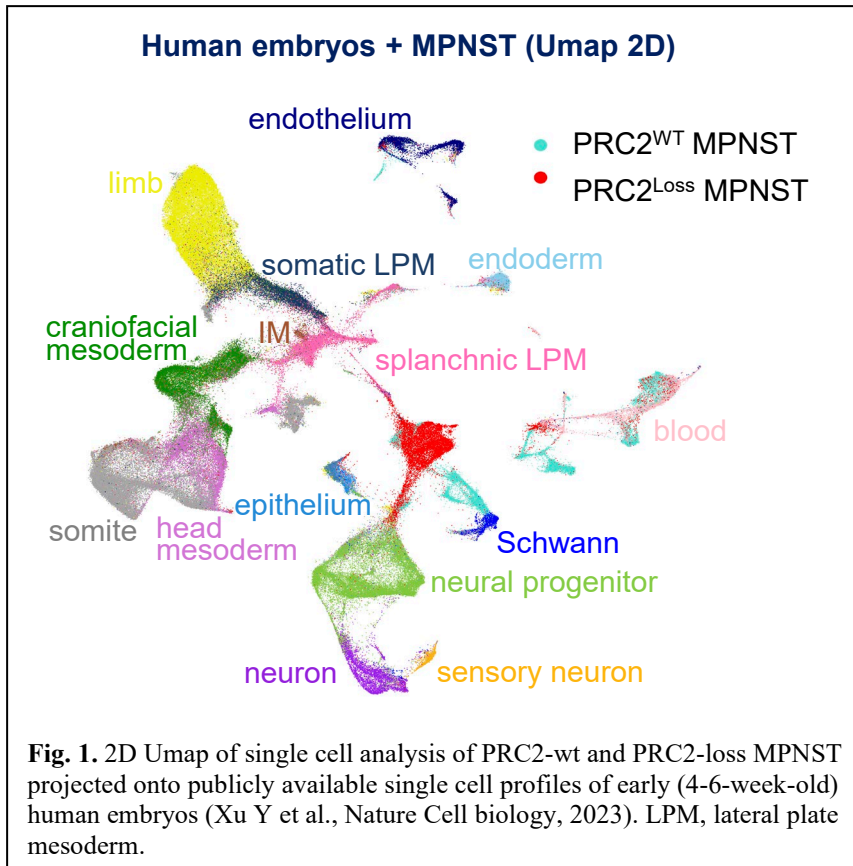 Human embryos + MPNST (Umap 2D)
endothelium
PRC2WT MPNST
PRC2Loss MPNST
limb
somatic LPM
endoderm
craniofacial
mesoderm
IM
splanchnic LPM
blood
epithelium
somite
head
mesoderm
Schwann
neural progenitor
neuron
sensory neuron
Fig. 1. 2D Umap of single cell analysis of PRC2-wt and PRC2-loss MPNST
projected onto publicly available single cell profiles of early (4-6-week-old)
human embryos (Xu Y et al., Nature Cell biology, 2023). LPM, lateral plate
mesoderm.